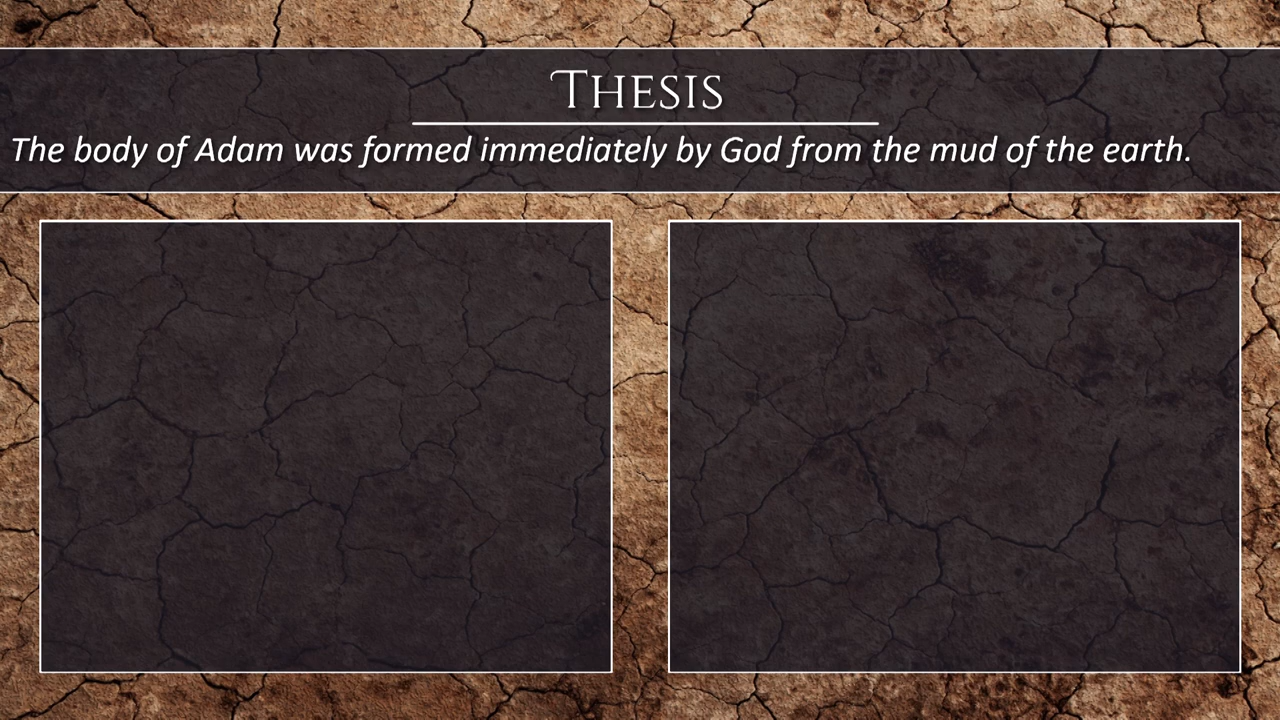 Thesis
The body of Adam was formed immediately by God from the mud of the earth.